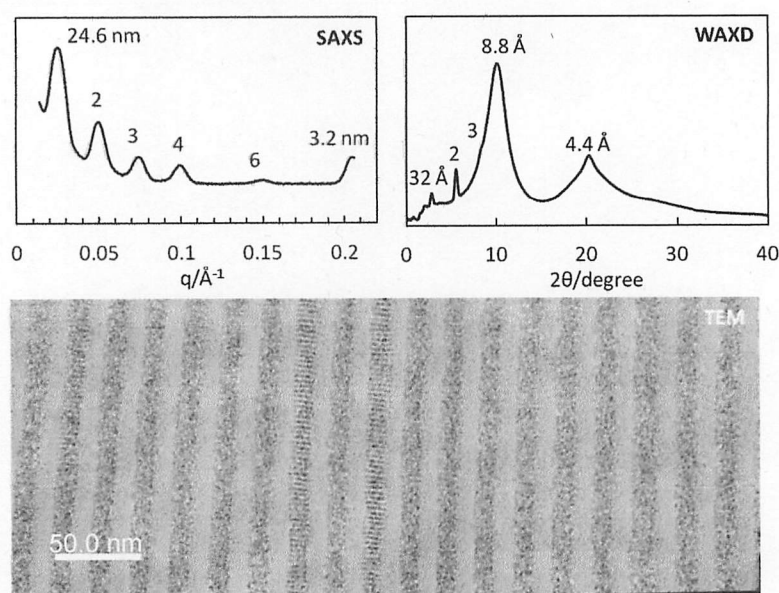 SAXS
24.6 nm
2
3
4
6
3.2 nm
0 0.05 0.1 0.15 0.2
q/Å⁻¹
WAXD
8.8 Å
32 Å
2
3
4.4 Å
0 10 20 30 40
2θ/degree
TEM
50.0 nm